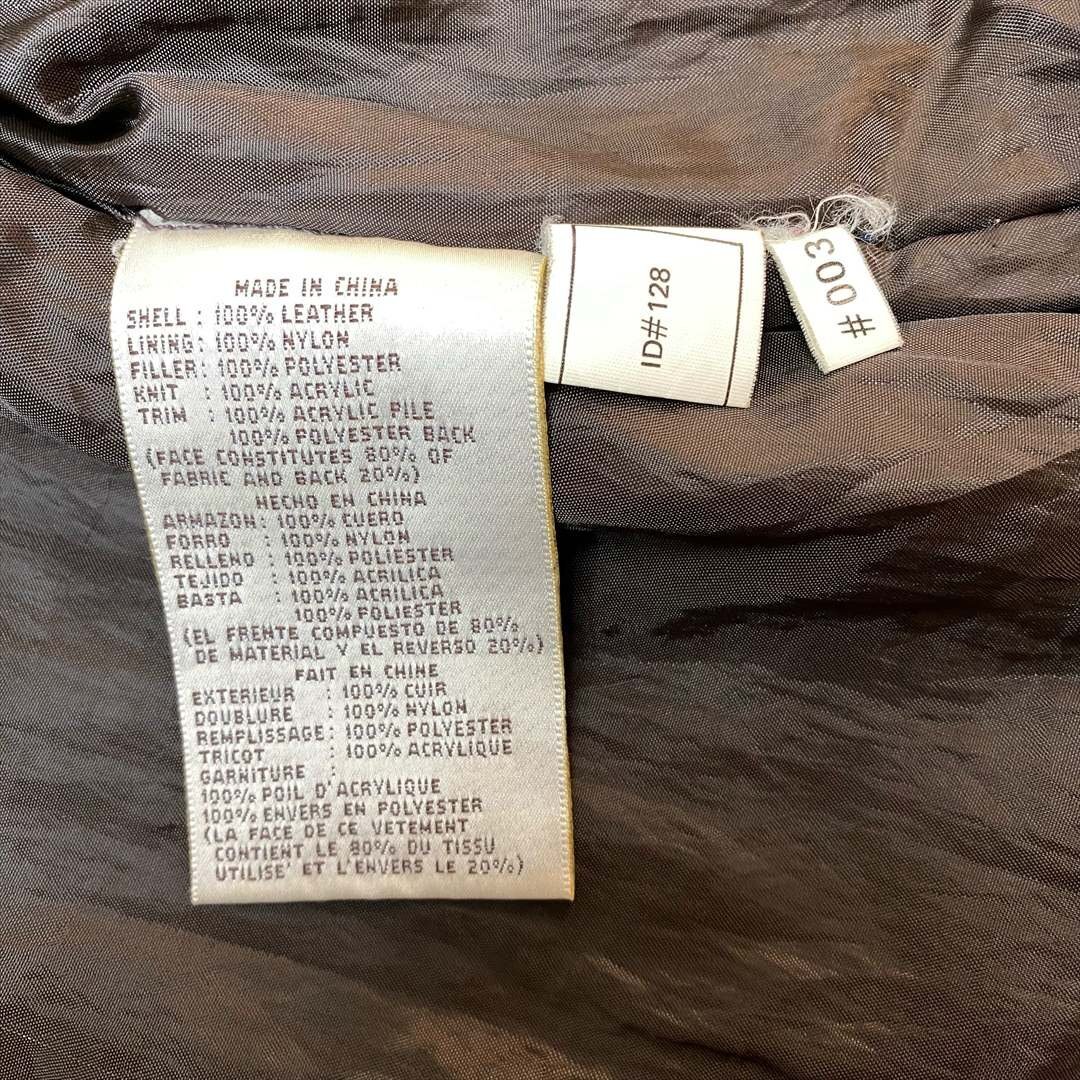 MADE IN CHINA
SHELL : 100% LEATHER
LINING: 100% NYLON
FILLER: 100% POLYESTER
KNIT : 100% ACRYLIC
TRIM : 100% ACRYLIC PILE
100% POLYESTER BACK
(FACE CONSTITUTES 80% OF
FABRIC AND BACK 20%)
HECHO EN CHINA
ARMAZON: 100% CUERO
FORRO : 100% NYLON
RELLENO : 100% POLIESTER
TEJIDO : 100% ACRILICA
BASTA : 100% ACRILICA
100% POLIESTER
(EL FRENTE COMPUESTO DE 80%
DE MATERIAL Y EL REVERSO 20%)
FAIT EN CHINE
EXTERIEUR : 100% CUIR
DOUBLURE : 100% NYLON
REMPLISSAGE: 100% POLYESTER
TRICOT : 100% ACRYLIQUE
GARNITURE :
100% POIL D'ACRYLIQUE
100% ENVERS EN POLYESTER
(LA FACE DE CE VETEMENT
CONTIENT LE 80% DU TISSU
UTILISE' ET L'ENVERS LE 20%)
ID# 128
# 003